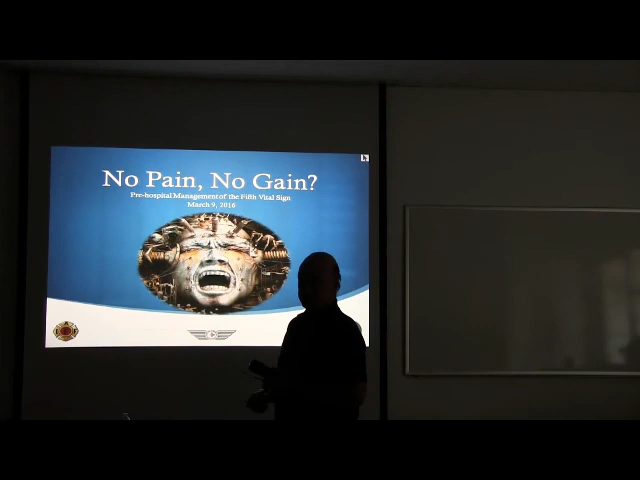 No Pain, No Gain?
Pre-hospital Management of the Fifth Vital Sign
March 9, 2016